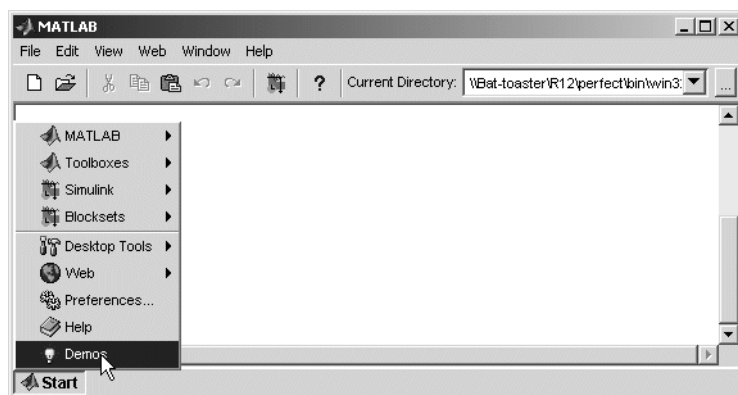 MATLAB
File Edit View Web Window Help
? Current Directory: \\Bat-toaster\R12\perfect\bin\win3: ...
MATLAB
Toolboxes
Simulink
Blocksets
Desktop Tools
Web
Preferences...
Help
Demos
Start